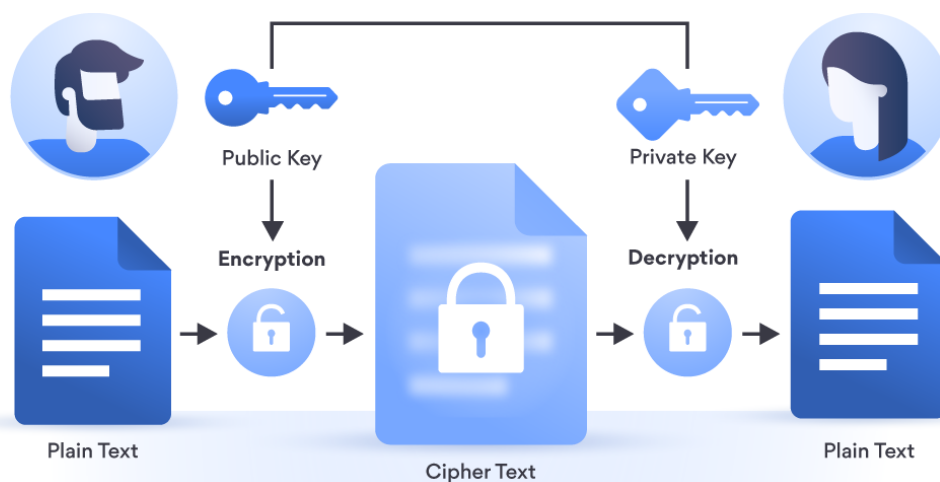 Public Key
Private Key
Encryption
Decryption
Plain Text
Cipher Text
Plain Text